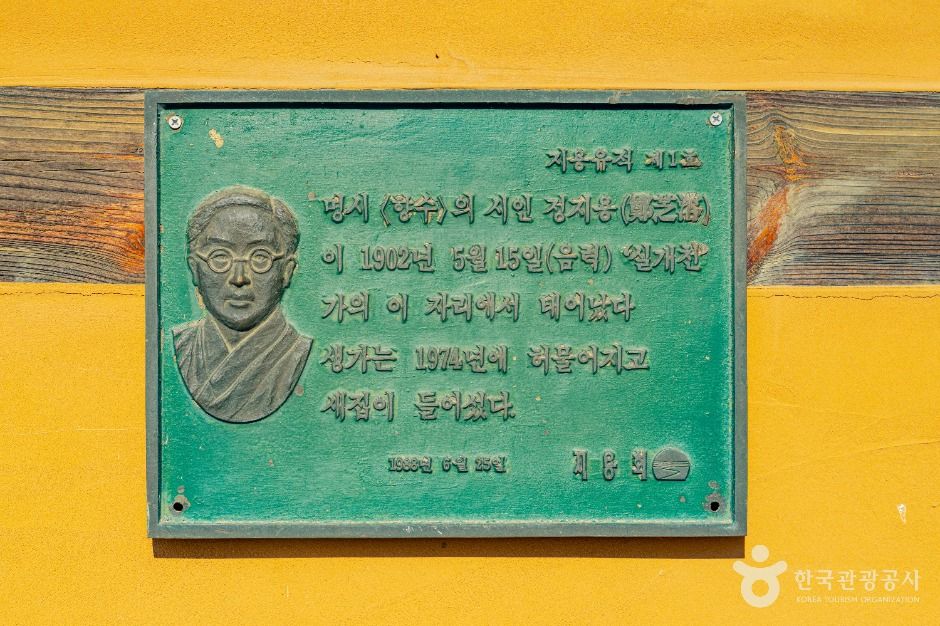 지용유적 제1호
명시 《향수》의 시인 정지용(鄭芝溶)
이 1902년 5월 15일(음력) "실개천"
가의 이 자리에서 태어났다
생가는 1974년에 허물어지고
새집이 들어섰다.
1988년 6월 25일
지용회
한국관광공사
KOREA TOURISM ORGANIZATION